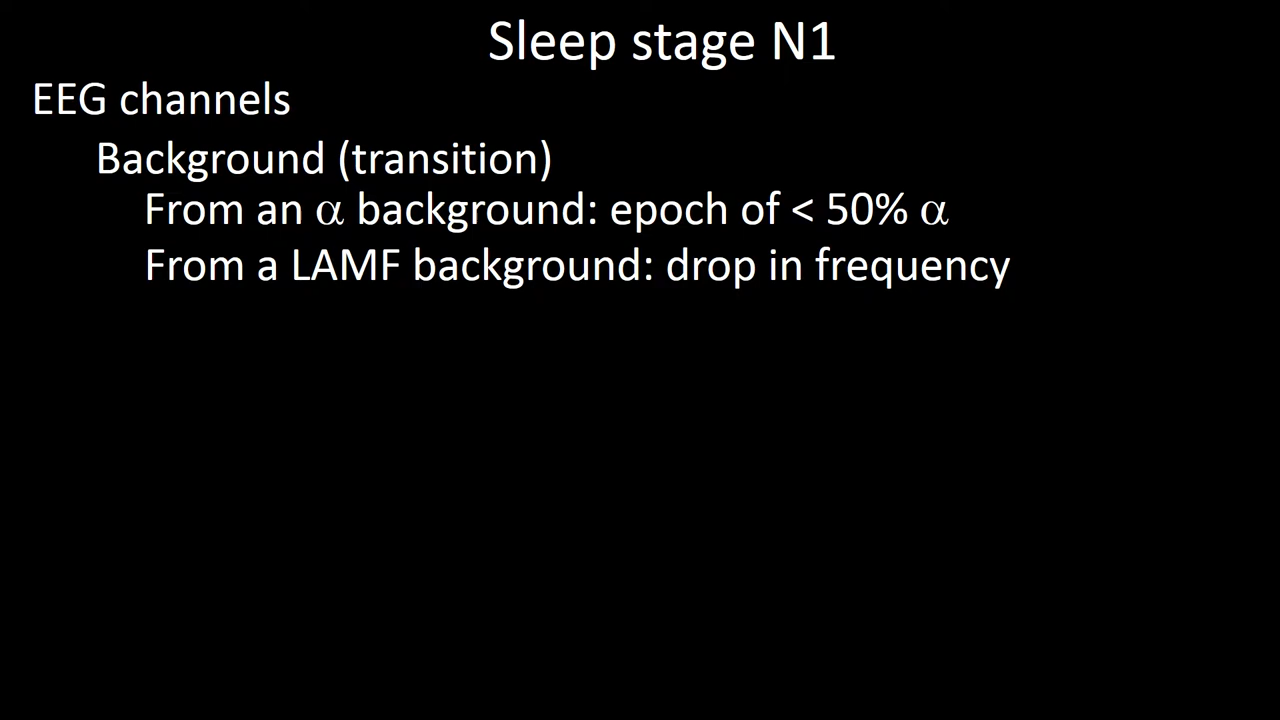 Sleep stage N1
EEG channels
Background (transition)
From an α background: epoch of < 50% α
From a LAMF background: drop in frequency